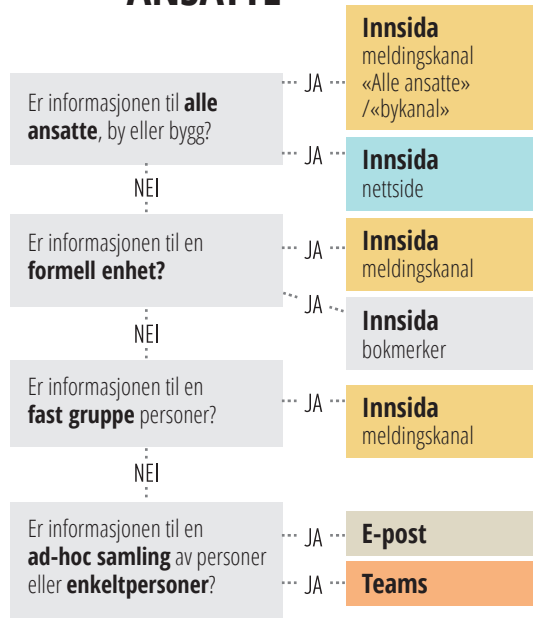 ANSATTE
Er informasjonen til alle
ansatte, by eller bygg?
JA
Innsida
meldingskanal
«Alle ansatte»
/«bykanal»
JA
Innsida
nettside
NEI
Er informasjonen til en
formell enhet?
JA
Innsida
meldingskanal
JA
Innsida
bokmerker
NEI
Er informasjonen til en
fast gruppe personer?
JA
Innsida
meldingskanal
NEI
Er informasjonen til en
ad-hoc samling av personer
eller enkeltpersoner?
JA
E-post
JA
Teams